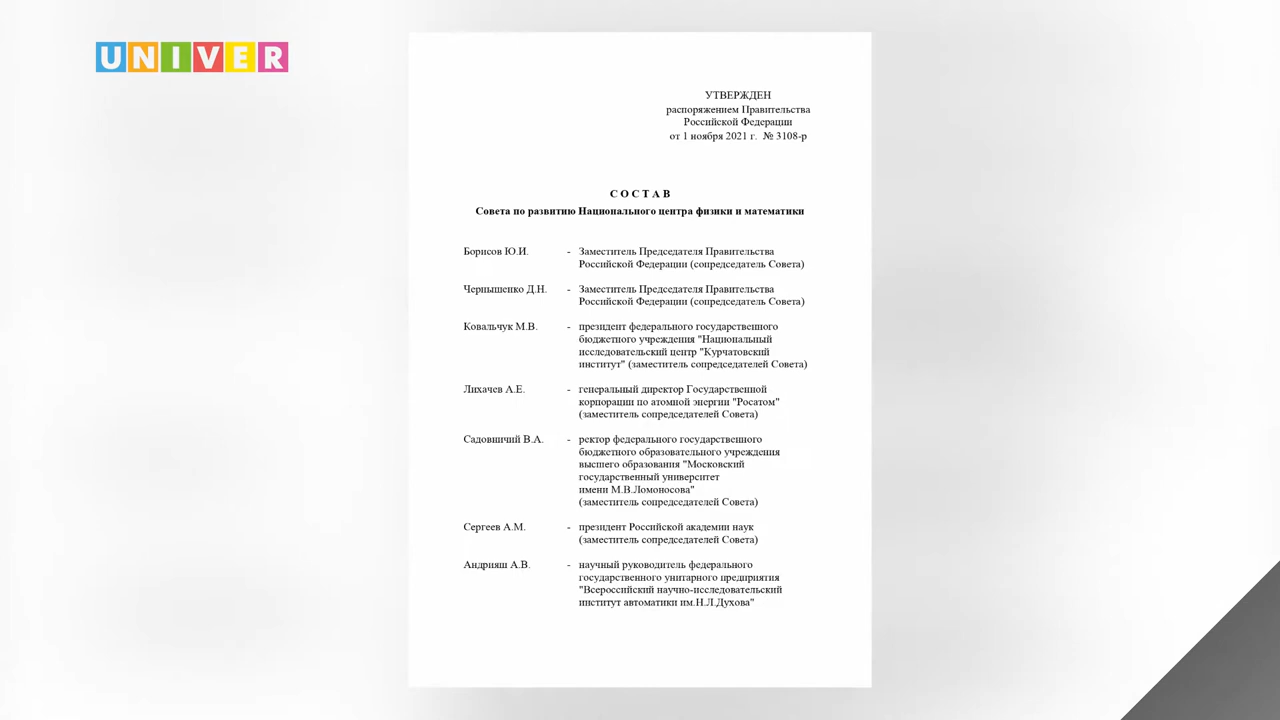 UNIVER
УТВЕРЖДЕН
распоряжением Правительства
Российской Федерации
от 1 ноября 2021 г. № 3108-р
С О С Т А В
Совета по развитию Национального центра физики и математики
Борисов Ю.И. - Заместитель Председателя Правительства
Российской Федерации (сопредседатель Совета)
Чернышенко Д.Н. - Заместитель Председателя Правительства
Российской Федерации (сопредседатель Совета)
Ковальчук М.В. - президент федерального государственного
бюджетного учреждения "Национальный
исследовательский центр "Курчатовский
институт" (заместитель сопредседателей Совета)
Лихачев А.Е. - генеральный директор Государственной
корпорации по атомной энергии "Росатом"
(заместитель сопредседателей Совета)
Садовничий В.А. - ректор федерального государственного
бюджетного образовательного учреждения
высшего образования "Московский
государственный университет
имени М.В.Ломоносова"
(заместитель сопредседателей Совета)
Сергеев А.М. - президент Российской академии наук
(заместитель сопредседателей Совета)
Андрияш А.В. - научный руководитель федерального
государственного унитарного предприятия
"Всероссийский научно-исследовательский
институт автоматики им.Н.Л.Духова"